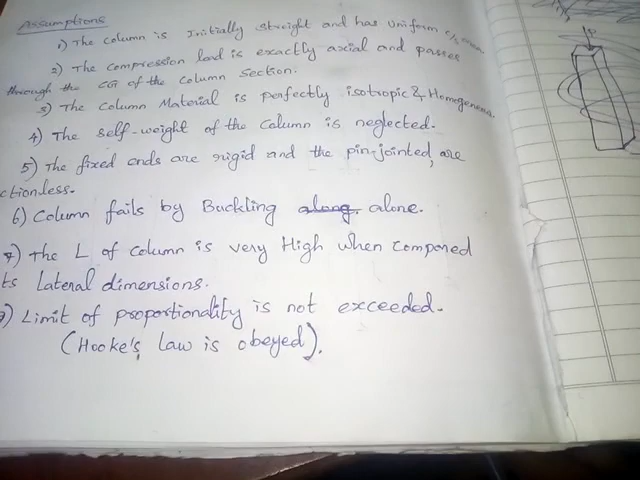 Assumptions
1) The column is Initially straight and has Uniform c/s area
2) The compression load is exactly axial and passes
through the CG of the column section.
3) The column Material is perfectly isotropic & Homogeneous.
4) The self-weight of the column is neglected.
5) The fixed ends are rigid and the pin-jointed, are
ctionless.
6) Column fails by Buckling along alone.
7) The L of column is very High when compared
ts Lateral dimensions.
) Limit of proportionality is not exceeded.
(Hooke's Law is obeyed).
P